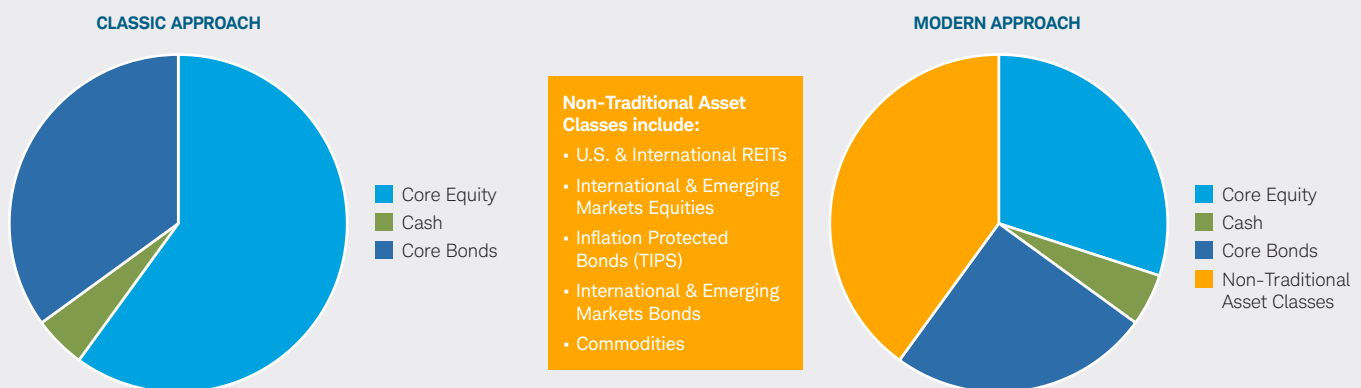 CLASSIC APPROACH
Core Equity
Cash
Core Bonds
Non-Traditional Asset
Classes include:
• U.S. & International REITs
• International & Emerging
Markets Equities
• Inflation Protected
Bonds (TIPS)
• International & Emerging
Markets Bonds
• Commodities
MODERN APPROACH
Core Equity
Cash
Core Bonds
Non-Traditional
Asset Classes